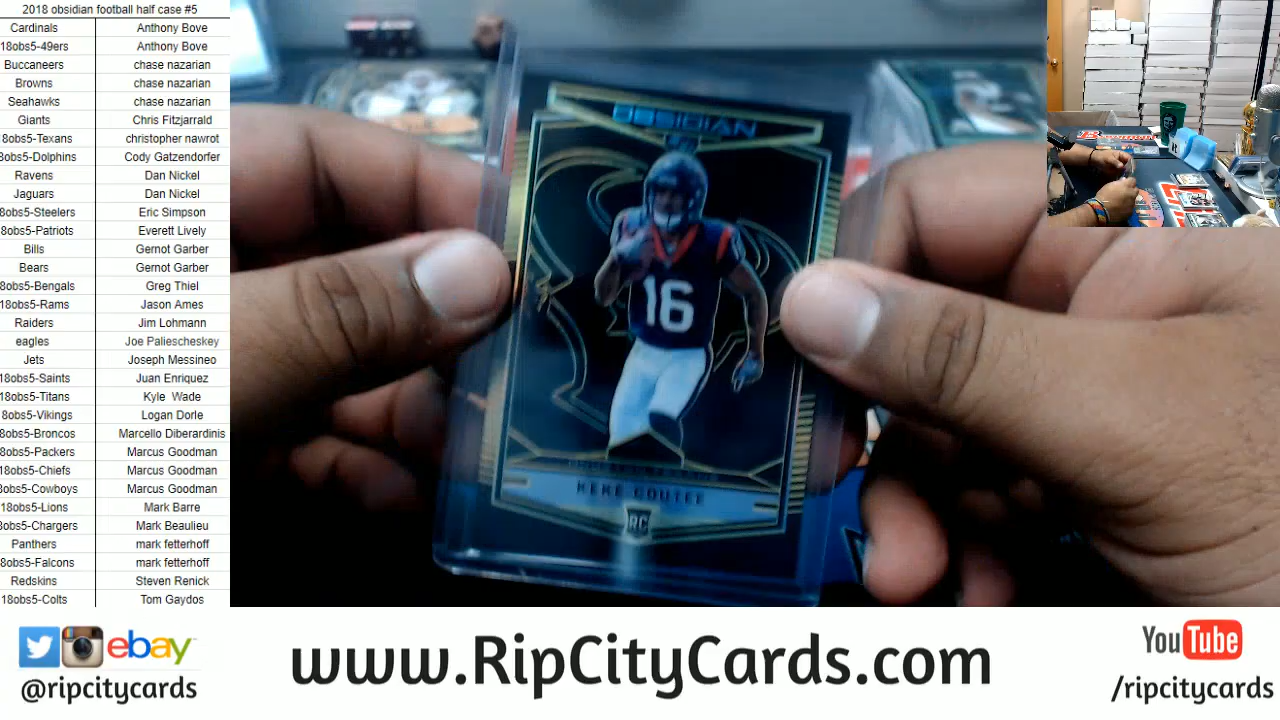 2018 obsidian football half case #5
Cardinals Anthony Bove
18obs5-49ers Anthony Bove
Buccaneers chase nazarian
Browns chase nazarian
Seahawks chase nazarian
Giants Chris Fitzjarrald
8obs5-Texans christopher nawrot
8obs5-Dolphins Cody Gatzendorfer
Ravens Dan Nickel
Jaguars Dan Nickel
8obs5-Steelers Eric Simpson
8obs5-Patriots Everett Lively
Bills Gernot Garber
Bears Gernot Garber
8obs5-Bengals Greg Thiel
18obs5-Rams Jason Ames
Raiders Jim Lohmann
eagles Joe Paliescheskey
Jets Joseph Messineo
18obs5-Saints Juan Enriquez
18obs5-Titans Kyle Wade
8obs5-Vikings Logan Dorle
8obs5-Broncos Marcello Diberardinis
8obs5-Packers Marcus Goodman
18obs5-Chiefs Marcus Goodman
8obs5-Cowboys Marcus Goodman
18obs5-Lions Mark Barre
8obs5-Chargers Mark Beaulieu
Panthers mark fetterhoff
8obs5-Falcons mark fetterhoff
Redskins Steven Renick
18obs5-Colts Tom Gaydos
OBSIDIAN
16
KEKE COUTEE
RC
ebay
@ripcitycards
www.RipCityCards.com
YouTube
/ripcitycards